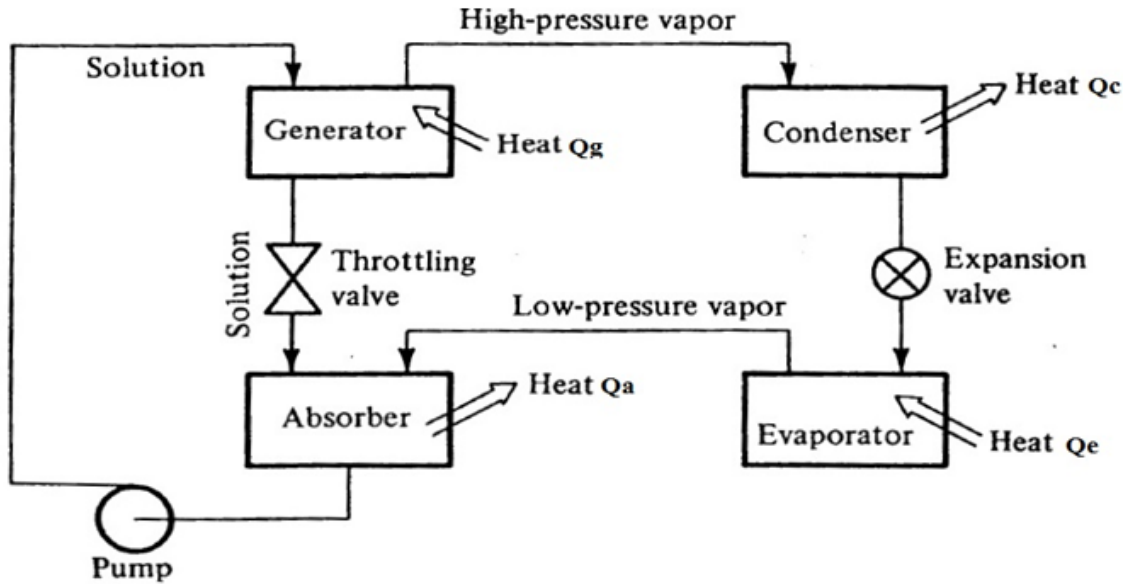 High-pressure vapor
Solution
Generator
Heat Qg
Condenser
Heat Qc
Solution
Throttling
valve
Expansion
valve
Low-pressure vapor
Absorber
Heat Qa
Evaporator
Heat Qe
Pump